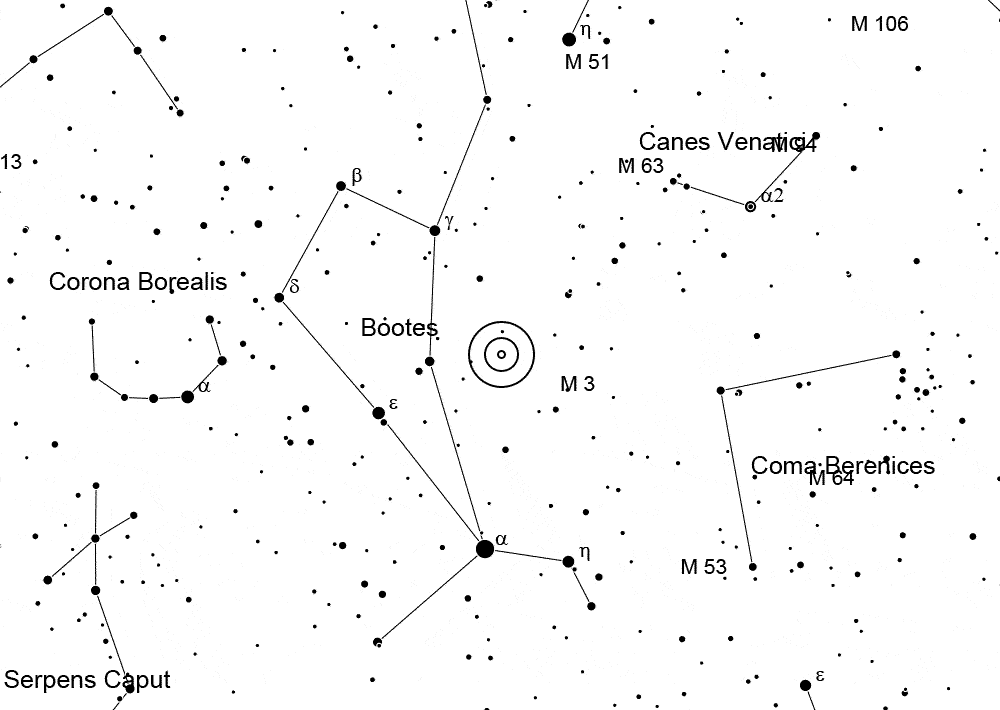 M 106
η
M 51
Canes Venatici
M 94
13
M 63
β
α2
γ
Corona Borealis
δ
Bootes
α
M 3
ε
Coma Berenices
M 64
α
η
M 53
Serpens Caput
ε